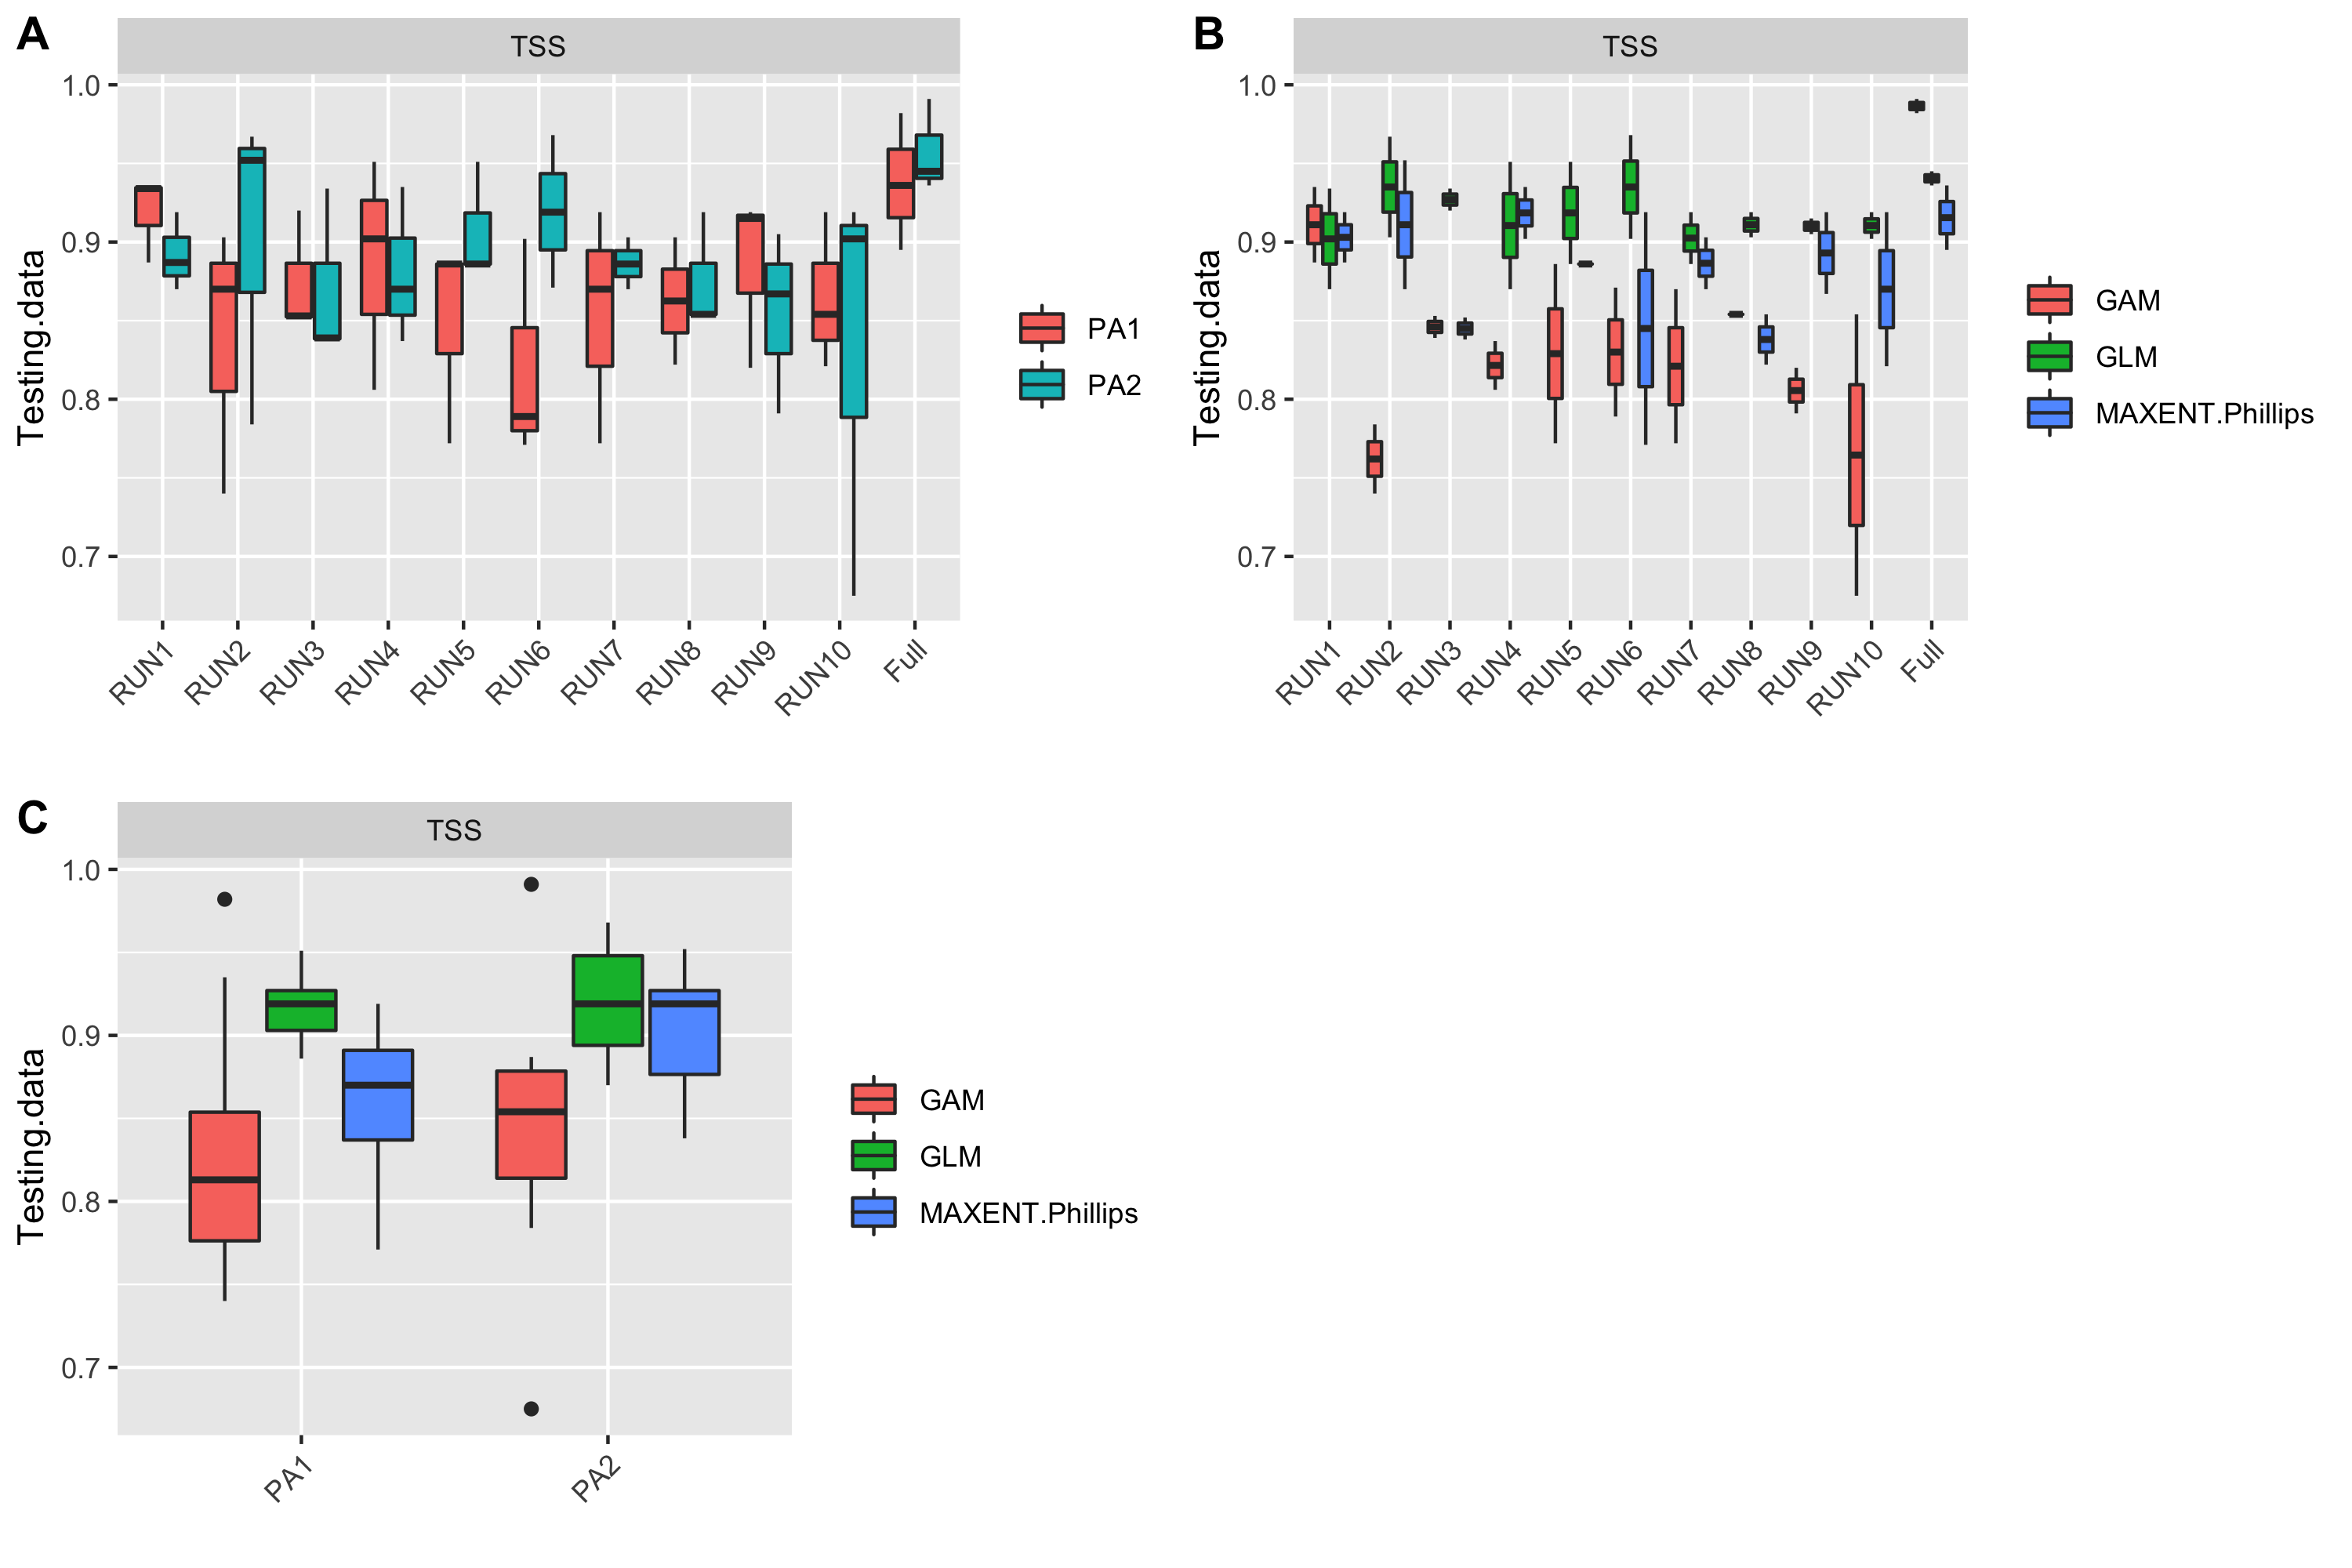 A
TSS
1.0
0.9
0.8
0.7
Testing.data
RUN1
RUN2
RUN3
RUN4
RUN5
RUN6
RUN7
RUN8
RUN9
RUN10
Full
PA1
PA2
B
TSS
1.0
0.9
0.8
0.7
Testing.data
RUN1
RUN2
RUN3
RUN4
RUN5
RUN6
RUN7
RUN8
RUN9
RUN10
Full
GAM
GLM
MAXENT.Phillips
C
TSS
1.0
0.9
0.8
0.7
Testing.data
PA1
PA2
GAM
GLM
MAXENT.Phillips